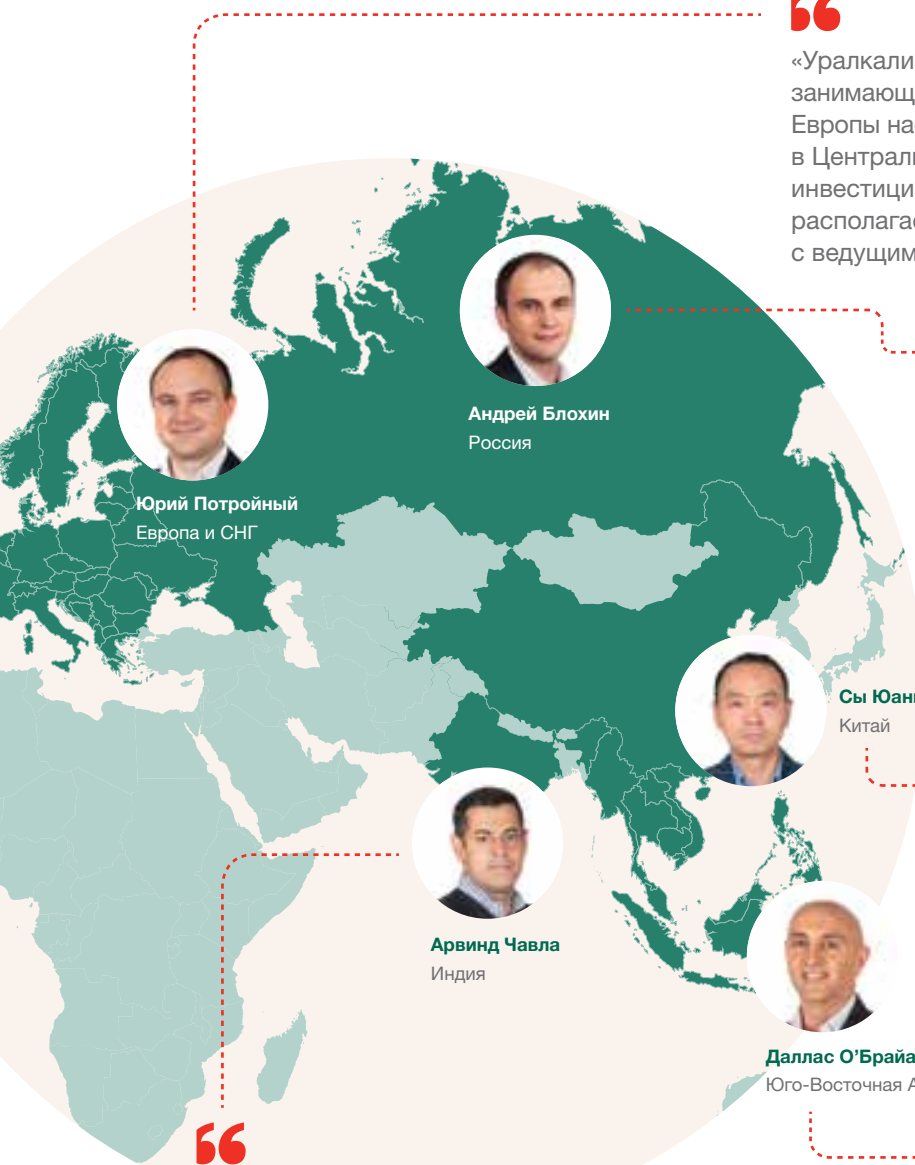 “
«Уралкали
занимающ
Европы на
в Централ
инвестици
располага
с ведущим
Андрей Блохин
Россия
Юрий Потройный
Европа и СНГ
Сы Юан
Китай
Арвинд Чавла
Индия
Даллас О’Брайа
Юго-Восточная А
“